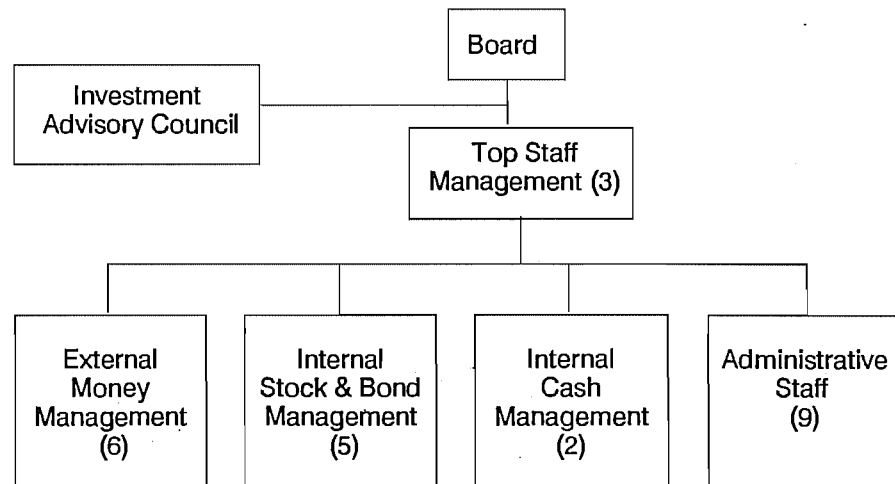 Board
Investment
Advisory Council
Top Staff
Management (3)
External
Money
Management
(6)
Internal
Stock & Bond
Management
(5)
Internal
Cash
Management
(2)
Administrative
Staff
(9)